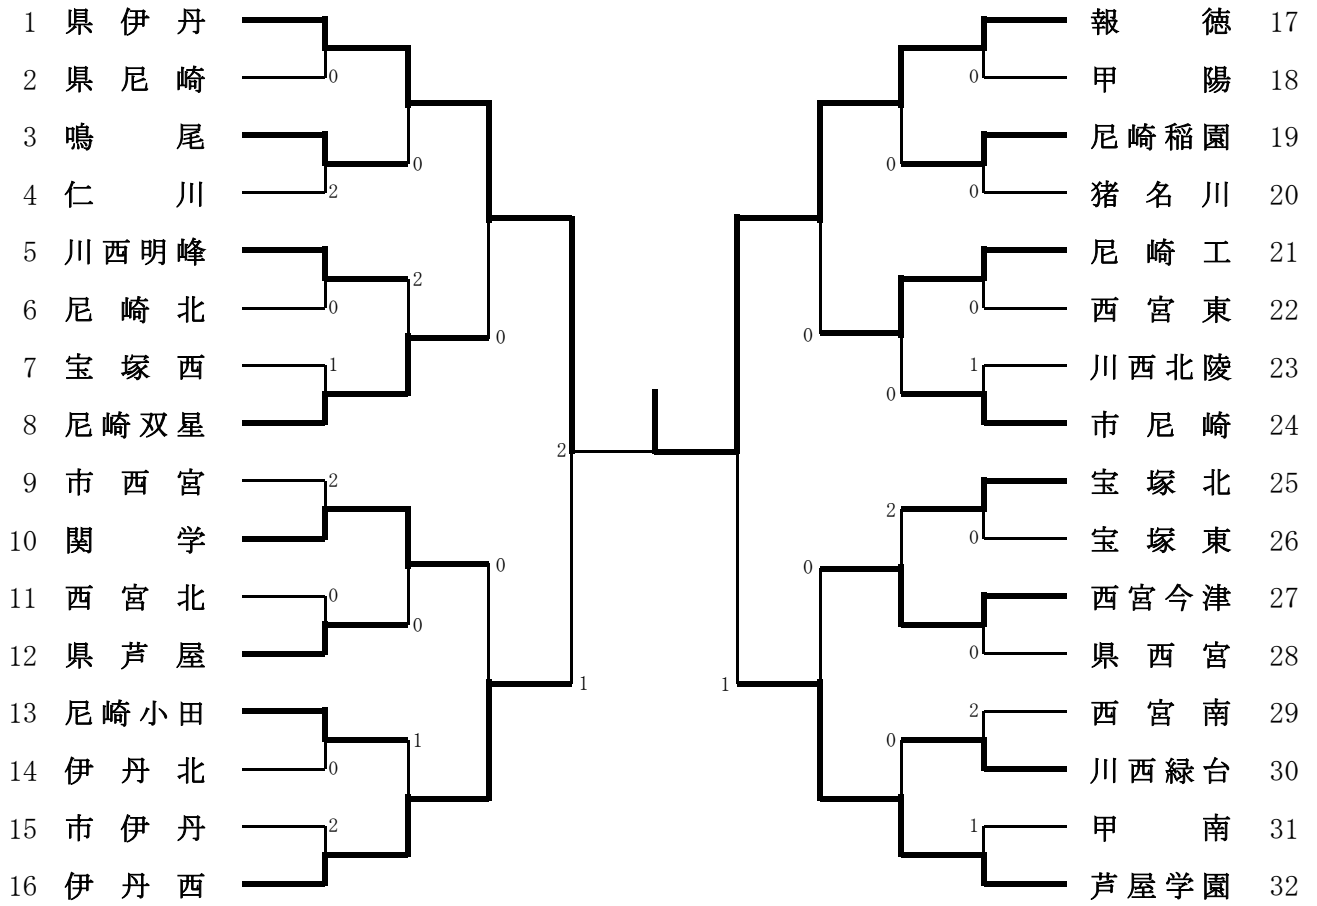 1 県伊丹
2 県尼崎
0
3 鳴尾
4 仁川
2
0
5 川西明峰
2
6 尼崎北
0
0
7 宝塚西
1
8 尼崎双星
2
9 市西宮
2
10 関学
0
11 西宮北
0
0
12 県芦屋
1
13 尼崎小田
1
14 伊丹北
0
15 市伊丹
2
16 伊丹西
報徳 17
0
甲陽 18
0
尼崎稲園 19
0
猪名川 20
尼崎工 21
0
西宮東 22
0
1
川西北陵 23
0
市尼崎 24
宝塚北 25
2
0
宝塚東 26
0
西宮今津 27
0
県西宮 28
1
2
西宮南 29
0
川西緑台 30
1
甲南 31
芦屋学園 32